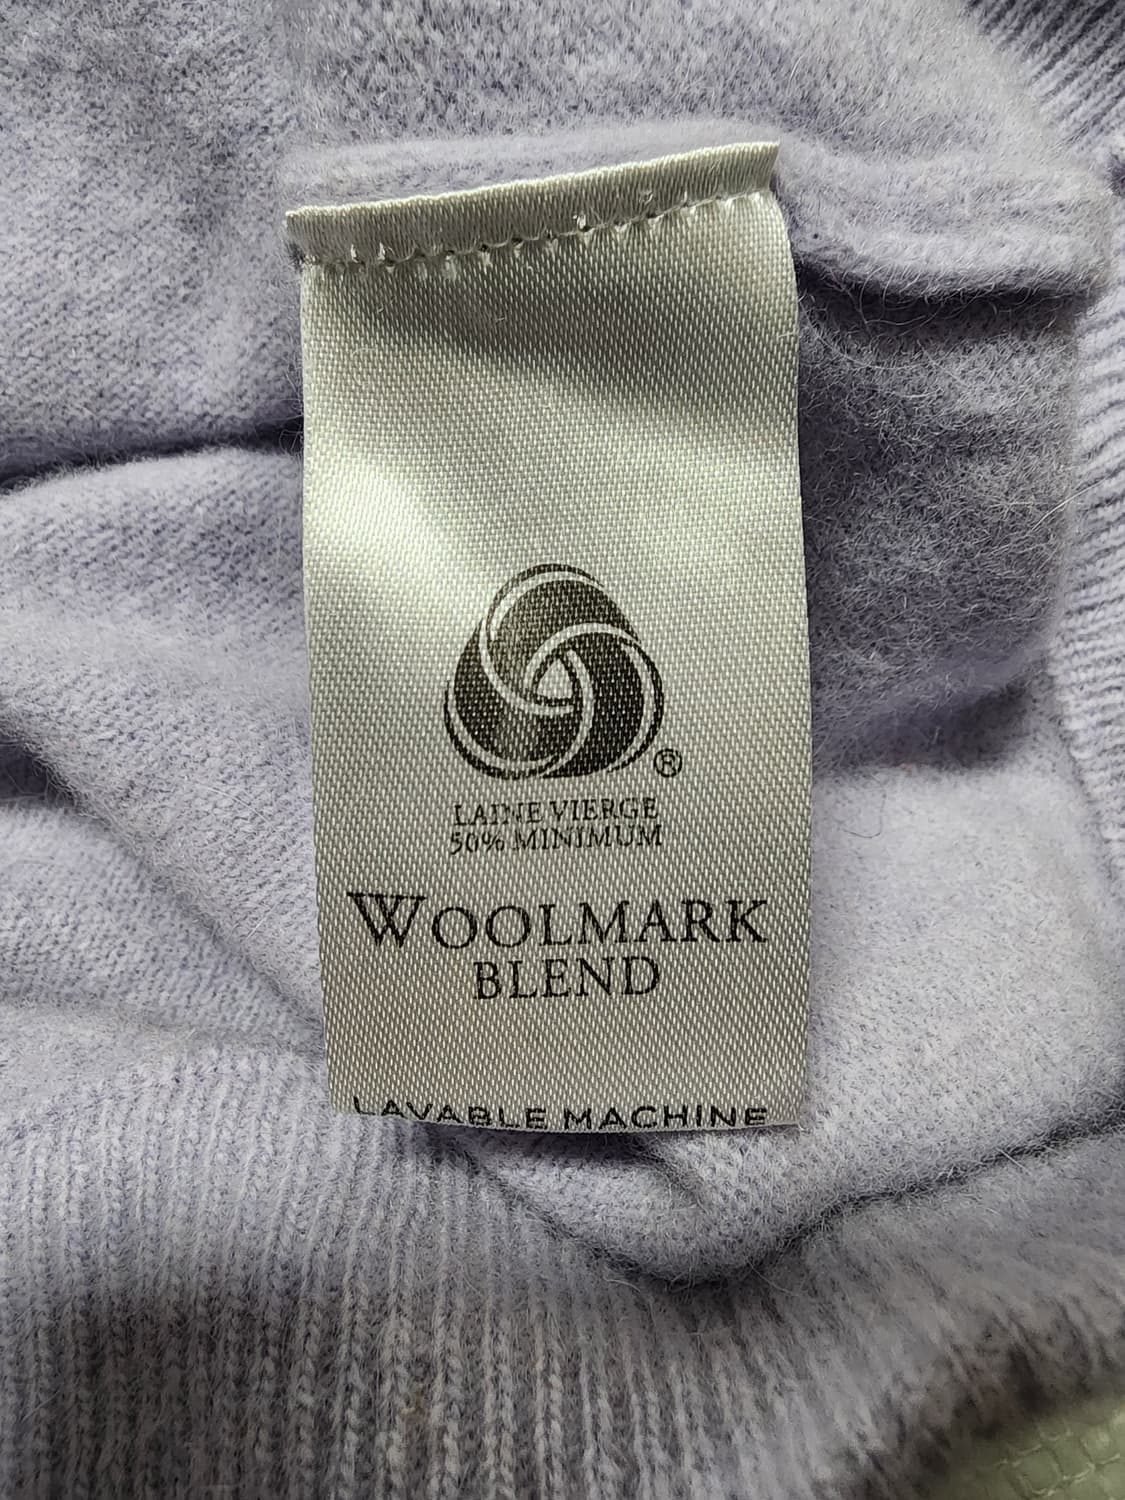 ®
LAINE VIERGE
50% MINIMUM
WOOLMARK
BLEND
LAVABLE MACHINE